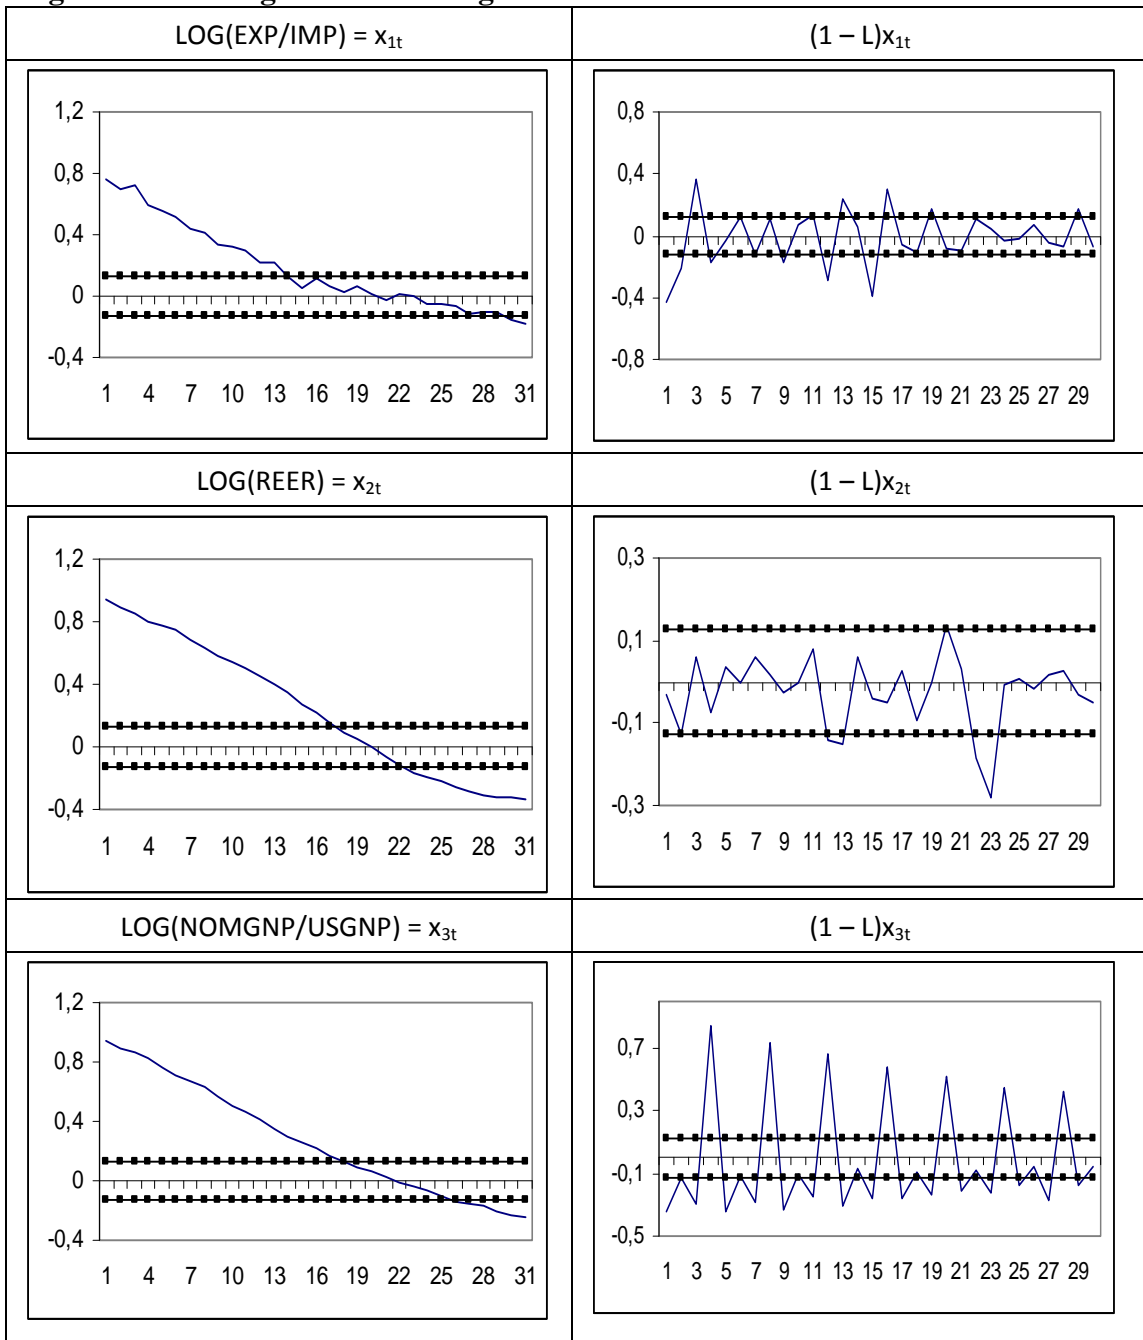 LOG(EXP/IMP) = x1t
(1 – L)x1t
1,2
0,8
0,4
0
-0,4
1 4 7 10 13 16 19 22 25 28 31
0,8
0,4
0
-0,4
-0,8
1 3 5 7 9 11 13 15 17 19 21 23 25 27 29
LOG(REER) = x2t
(1 – L)x2t
1,2
0,8
0,4
0
-0,4
1 4 7 10 13 16 19 22 25 28 31
0,3
0,1
-0,1
-0,3
1 3 5 7 9 11 13 15 17 19 21 23 25 27 29
LOG(NOMGNP/USGNP) = x3t
(1 – L)x3t
1,2
0,8
0,4
0
-0,4
1 4 7 10 13 16 19 22 25 28 31
0,7
0,3
-0,1
-0,5
1 3 5 7 9 11 13 15 17 19 21 23 25 27 29